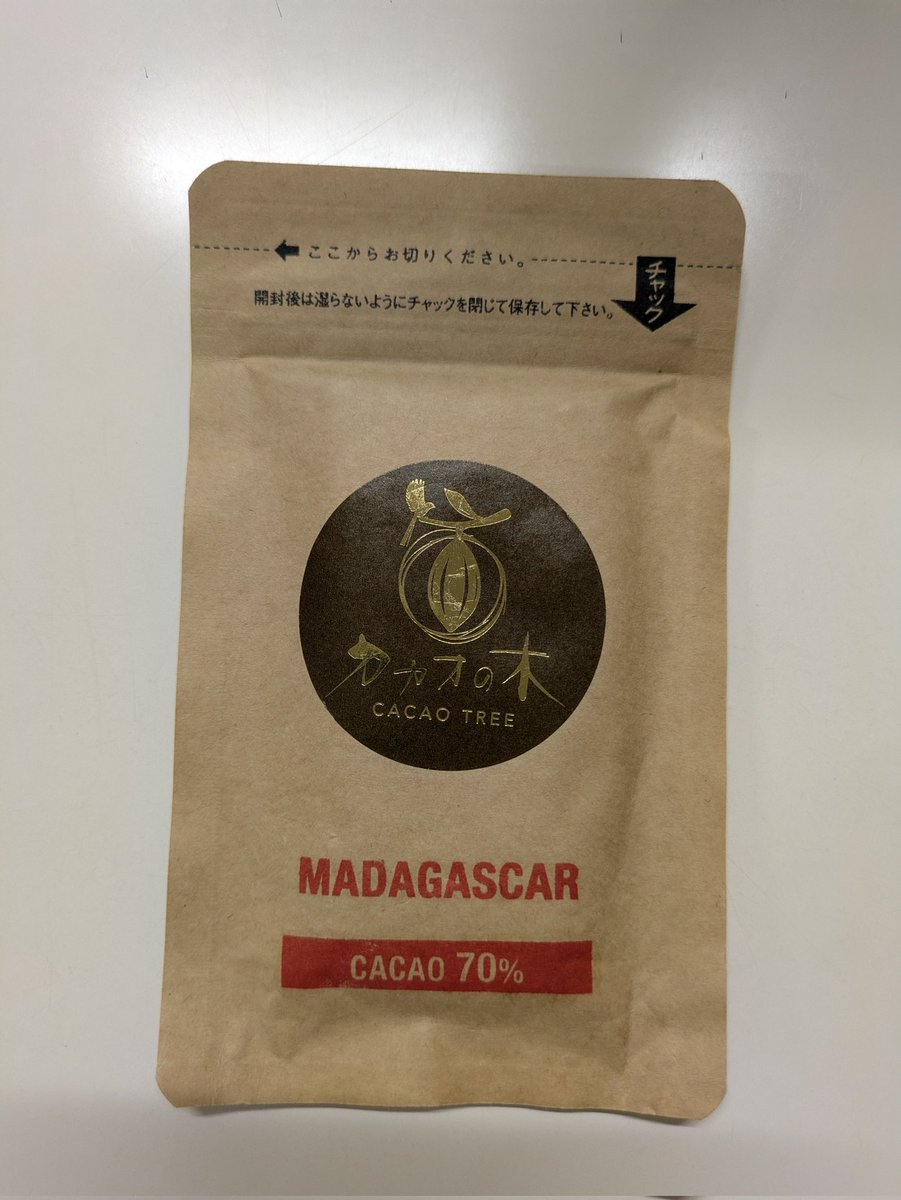 ここからお切りください。
チャック
開封後は湿らないようにチャックを閉じて保存して下さい。
カカオの木
CACAO TREE
MADAGASCAR
CACAO 70%